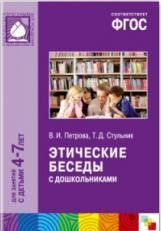 СООТВЕТСТВУЕТ
ФГОС
В. И. Петрова, Т. Д. Стульник
ЭТИЧЕСКИЕ
БЕСЕДЫ
С ДОШКОЛЬНИКАМИ
ДЛЯ ЗАНЯТИЙ
С ДЕТЬМИ 4-7 ЛЕТ